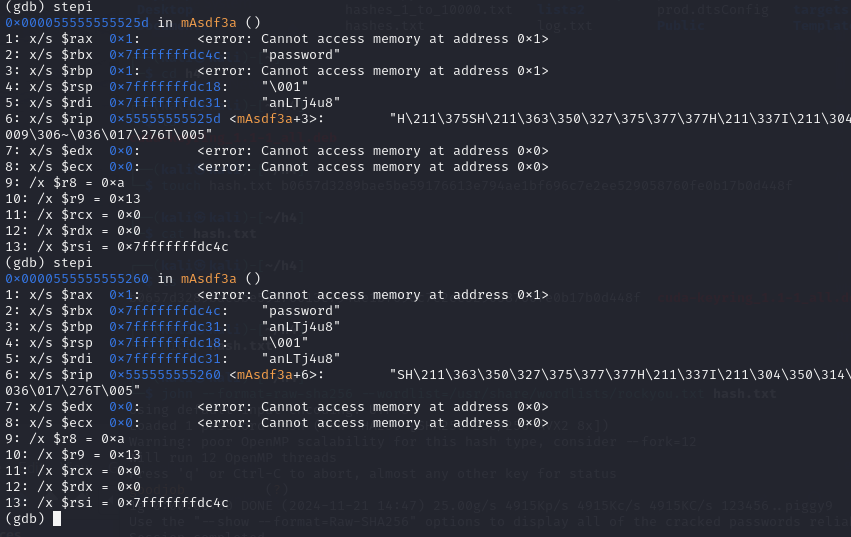 (gdb) stepi
0×000055555555525d in mAsdf3a ()
1: x/s $rax  0×1:       <error: Cannot access memory at address 0×1>
2: x/s $rbx  0×7fffffffdc4c:    "password"
3: x/s $rbp  0×1:       <error: Cannot access memory at address 0×1>
4: x/s $rsp  0×7fffffffdc18:    "\001"
5: x/s $rdi  0×7fffffffdc31:    "anLTj4u8"
6: x/s $rip  0×55555555525d <mAsdf3a+3>:        "H\211\375SH\211\363\350\327\375\377\377H\211\337I\211\304
009\306~\036\017\276T\005"
7: x/s $edx  0×0:       <error: Cannot access memory at address 0×0>
8: x/s $ecx  0×0:       <error: Cannot access memory at address 0×0>
9: /x $r8 = 0×a
10: /x $r9 = 0×13
11: /x $rcx = 0×0
12: /x $rdx = 0×0
13: /x $rsi = 0×7fffffffdc4c
(gdb) stepi
0×0000555555555260 in mAsdf3a ()
1: x/s $rax  0×1:       <error: Cannot access memory at address 0×1>
2: x/s $rbx  0×7fffffffdc4c:    "password"
3: x/s $rbp  0×7fffffffdc31:    "anLTj4u8"
4: x/s $rsp  0×7fffffffdc18:    "\001"
5: x/s $rdi  0×7fffffffdc31:    "anLTj4u8"
6: x/s $rip  0×555555555260 <mAsdf3a+6>:        "SH\211\363\350\327\375\377\377H\211\337I\211\304\350\314\
036\017\276T\005"
7: x/s $edx  0×0:       <error: Cannot access memory at address 0×0>
8: x/s $ecx  0×0:       <error: Cannot access memory at address 0×0>
9: /x $r8 = 0×a
10: /x $r9 = 0×13
11: /x $rcx = 0×0
12: /x $rdx = 0×0
13: /x $rsi = 0×7fffffffdc4c
(gdb)